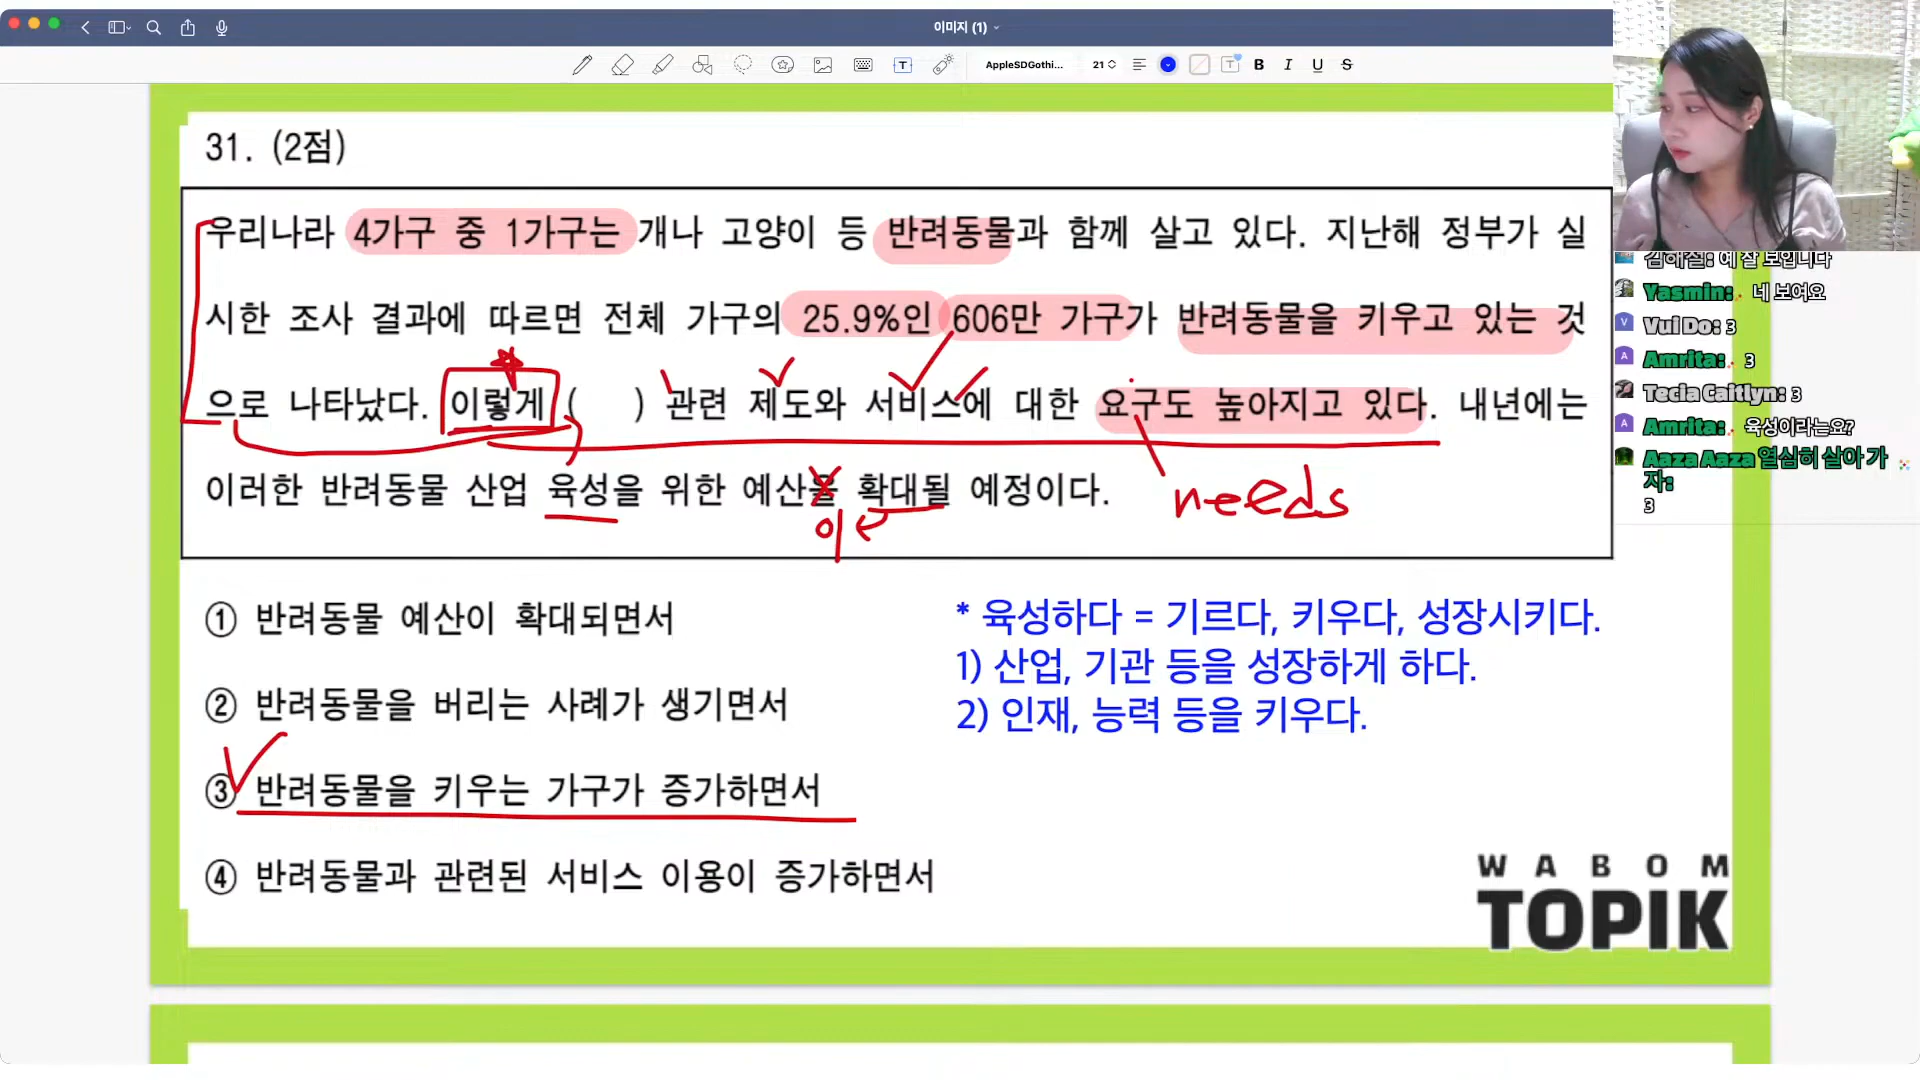 이미지 (1)
AppleSDGothi...
21
B I U S
31. (2점)
우리나라 4가구 중 1가구는 개나 고양이 등 반려동물과 함께 살고 있다. 지난해 정부가 실
시한 조사 결과에 따르면 전체 가구의 25.9%인 606만 가구가 반려동물을 키우고 있는 것
으로 나타났다. 이렇게 ( ) 관련 제도와 서비스에 대한 요구도 높아지고 있다. 내년에는
이러한 반려동물 산업 육성을 위한 예산을 확대될 예정이다.
이
needs
① 반려동물 예산이 확대되면서
② 반려동물을 버리는 사례가 생기면서
③ 반려동물을 키우는 가구가 증가하면서
④ 반려동물과 관련된 서비스 이용이 증가하면서
* 육성하다 = 기르다, 키우다, 성장시키다.
1) 산업, 기관 등을 성장하게 하다.
2) 인재, 능력 등을 키우다.
WABOM
TOPIK
예 잘 보입니다
Yasmin: 네 보여요
Vui Do: 3
Amrita: 3
Tecla Caitlyn: 3
Amrita: 육성이라는요?
Aaza Aaza 열심히 살아 가
자:
3